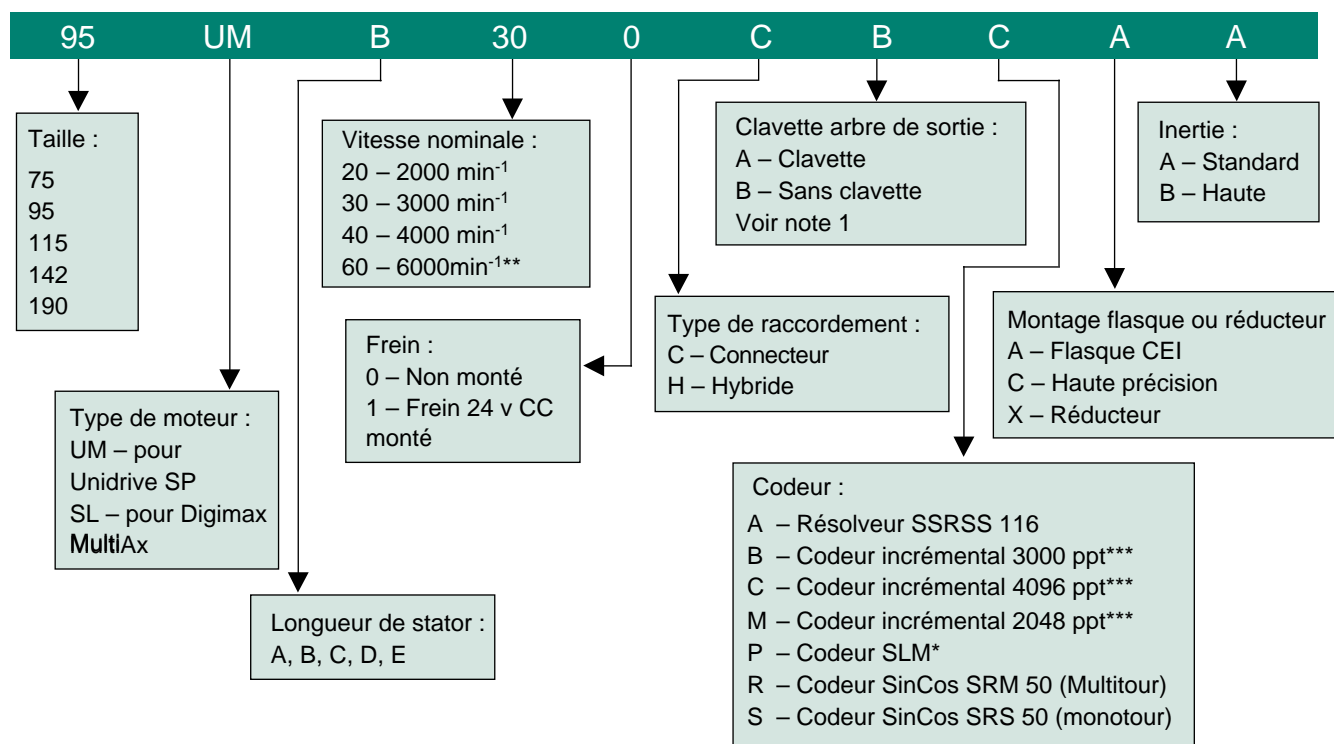 95 UM B 30 0 C B C A A
Taille :
75
95
115
142
190
Type de moteur :
UM – pour
Unidrive SP
SL – pour Digimax
MultiAx
Longueur de stator :
A, B, C, D, E
Vitesse nominale :
20 – 2000 min-1
30 – 3000 min-1
40 – 4000 min-1
60 – 6000min-1**
Frein :
0 – Non monté
1 – Frein 24 v CC
monté
Type de raccordement :
C – Connecteur
H – Hybride
Clavette arbre de sortie :
A – Clavette
B – Sans clavette
Voir note 1
Codeur :
A – Résolveur SSRSS 116
B – Codeur incrémental 3000 ppt***
C – Codeur incrémental 4096 ppt***
M – Codeur incrémental 2048 ppt***
P – Codeur SLM*
R – Codeur SinCos SRM 50 (Multitour)
S – Codeur SinCos SRS 50 (monotour)
Montage flasque ou réducteur
A – Flasque CEI
C – Haute précision
X – Réducteur
Inertie :
A – Standard
B – Haute